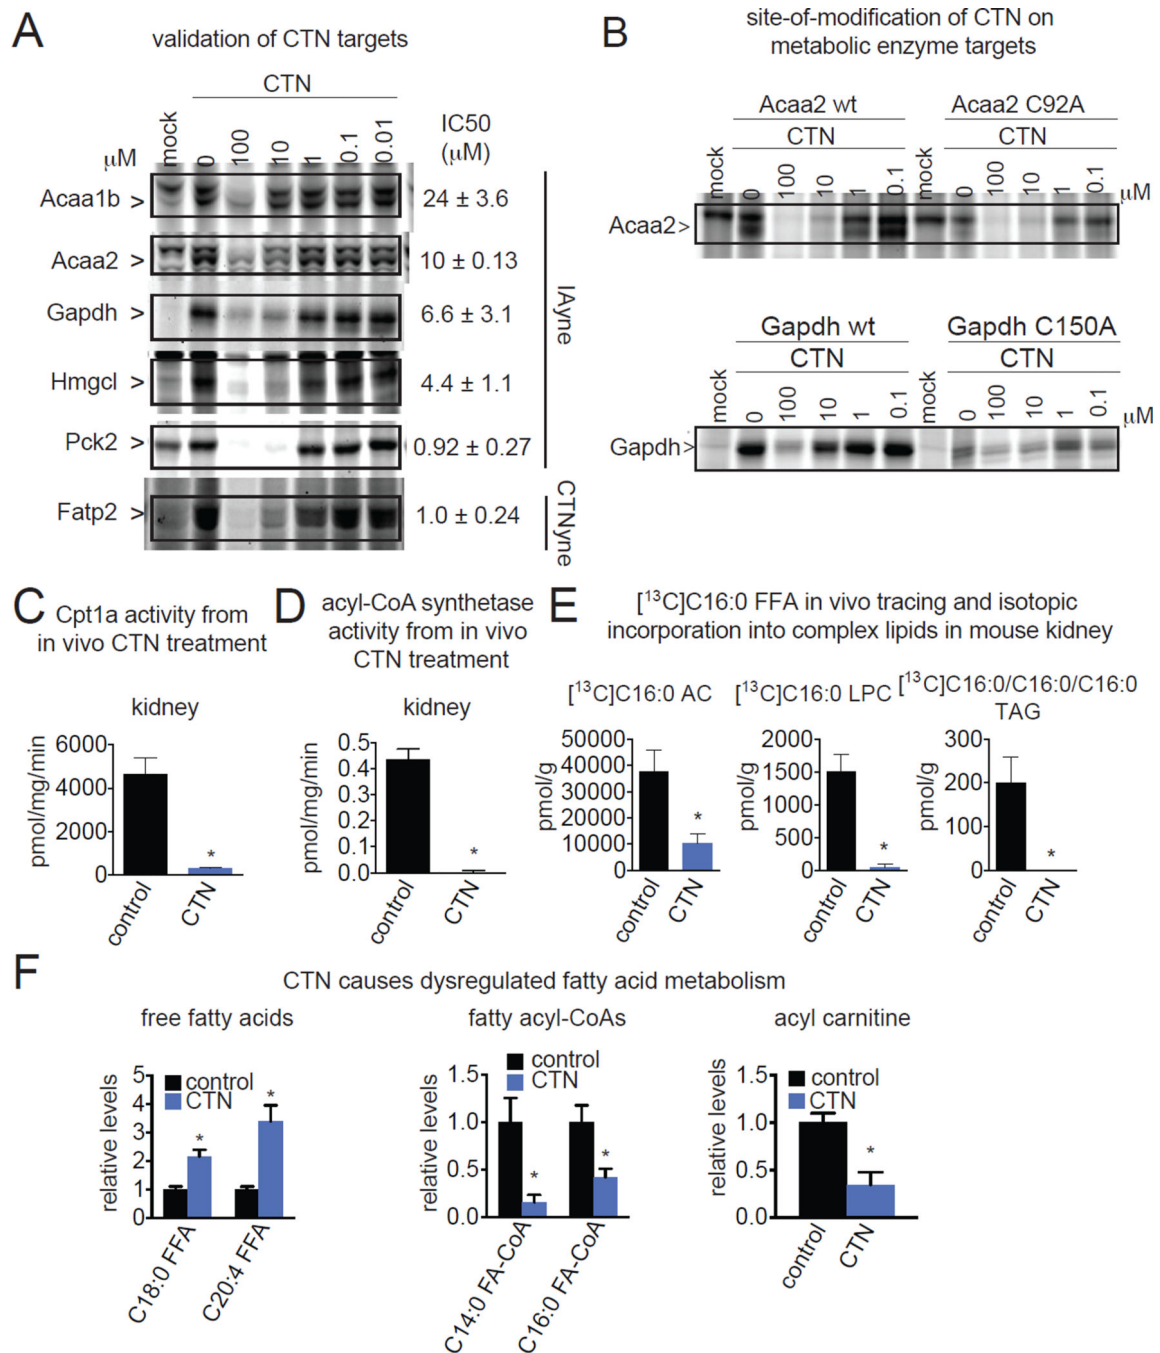 A
validation of CTN targets
CTN
μM
mock
0
100
10
1
0.1
0.01
IC50
(μM)
Acaa1b >
24 ± 3.6
Acaa2 >
10 ± 0.13
Gapdh >
6.6 ± 3.1
Hmgcl >
4.4 ± 1.1
Pck2 >
0.92 ± 0.27
Fatp2 >
1.0 ± 0.24
IAyne
CTNyne
B
site-of-modification of CTN on
metabolic enzyme targets
Acaa2 wt
Acaa2 C92A
CTN
CTN
mock
0
100
10
1
0.1
mock
0
100
10
1
0.1
μM
Acaa2>
Gapdh wt
Gapdh C150A
CTN
CTN
mock
0
100
10
1
0.1
mock
0
100
10
1
0.1
μM
Gapdh>
C
Cpt1a activity from
in vivo CTN treatment
kidney
pmol/mg/min
6000
4000
2000
0
*
control
CTN
D
acyl-CoA synthetase
activity from in vivo
CTN treatment
kidney
pmol/mg/min
0.5
0.4
0.3
0.2
0.1
0.0
*
control
CTN
E
[¹³C]C16:0 FFA in vivo tracing and isotopic
incorporation into complex lipids in mouse kidney
[¹³C]C16:0 AC
pmol/g
50000
40000
30000
20000
10000
0
*
control
CTN
[¹³C]C16:0 LPC
pmol/g
2000
1500
1000
500
0
*
control
CTN
[¹³C]C16:0/C16:0/C16:0
TAG
pmol/g
300
200
100
0
*
control
CTN
F
CTN causes dysregulated fatty acid metabolism
free fatty acids
relative levels
5
4
3
2
1
0
control
CTN
*
*
C18:0 FFA
C20:4 FFA
fatty acyl-CoAs
relative levels
1.5
1.0
0.5
0.0
control
CTN
*
*
C14:0 FA-CoA
C16:0 FA-CoA
acyl carnitine
relative levels
1.5
1.0
0.5
0.0
control
CTN
*
control
CTN